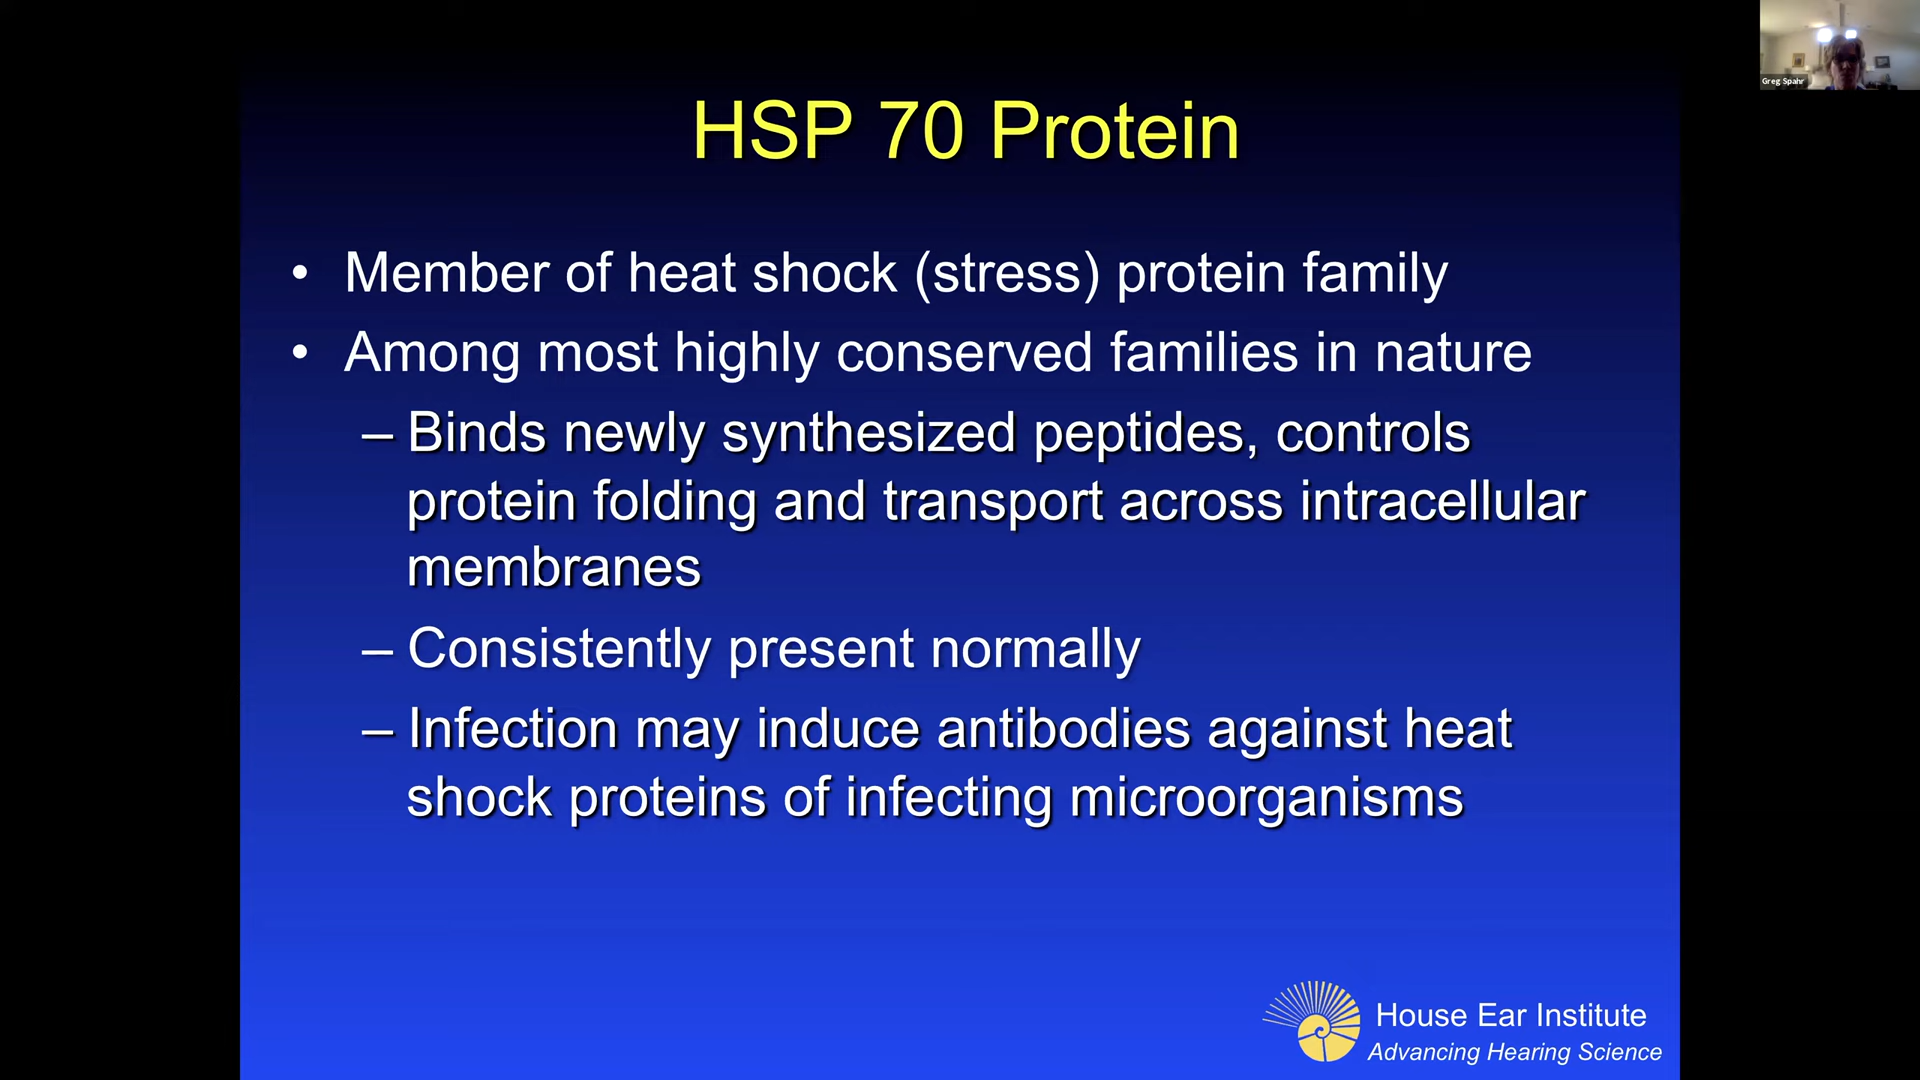 Greg Spahr
HSP 70 Protein
• Member of heat shock (stress) protein family
• Among most highly conserved families in nature
– Binds newly synthesized peptides, controls
protein folding and transport across intracellular
membranes
– Consistently present normally
– Infection may induce antibodies against heat
shock proteins of infecting microorganisms
House Ear Institute
Advancing Hearing Science